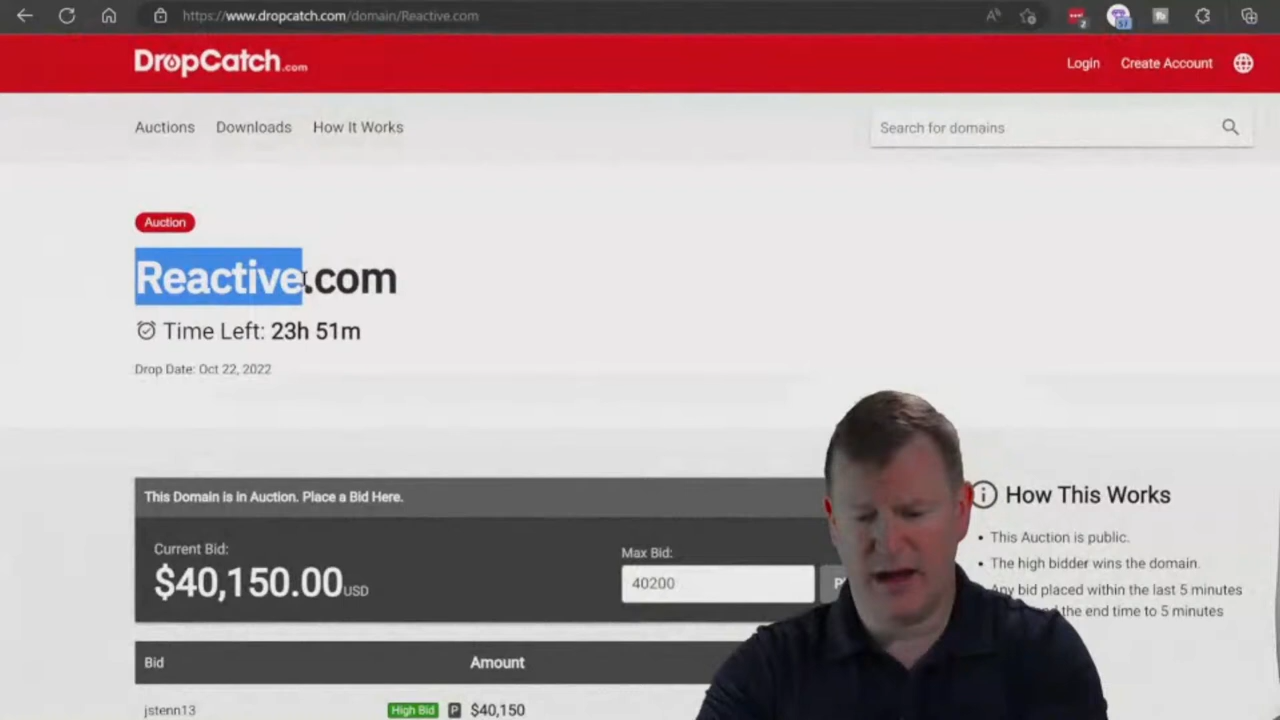 https://www.dropcatch.com/domain/Reactive.com
DropCatch.com
Login
Create Account
Auctions
Downloads
How It Works
Search for domains
Auction
Reactive.com
Time Left: 23h 51m
Drop Date: Oct 22, 2022
This Domain is in Auction. Place a Bid Here.
Current Bid:
$40,150.00 USD
Max Bid:
40200
How This Works
This Auction is public.
The high bidder wins the domain.
Any bid placed within the last 5 minutes
the end time to 5 minutes
Bid
Amount
jstenn13
High Bid
P
$40,150